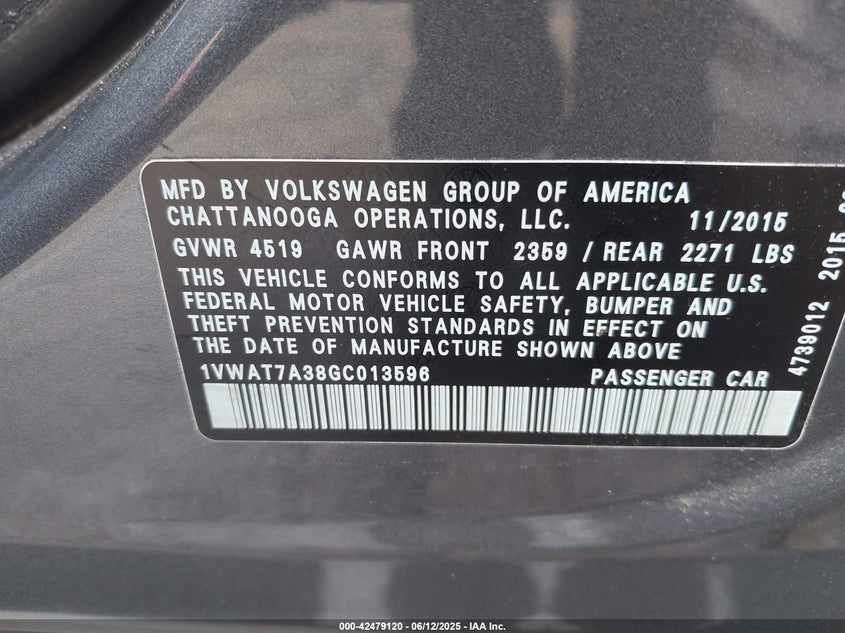 MFD BY VOLKSWAGEN GROUP OF AMERICA
CHATTANOOGA OPERATIONS, LLC. 11/2015
GVWR 4519 GAWR FRONT 2359 / REAR 2271 LBS
THIS VEHICLE CONFORMS TO ALL APPLICABLE U.S.
FEDERAL MOTOR VEHICLE SAFETY, BUMPER AND
THEFT PREVENTION STANDARDS IN EFFECT ON
THE DATE OF MANUFACTURE SHOWN ABOVE
1VWAT7A38GC013596 PASSENGER CAR
4739012 2015
000-42479120 - 06/12/2025 - IAA Inc.